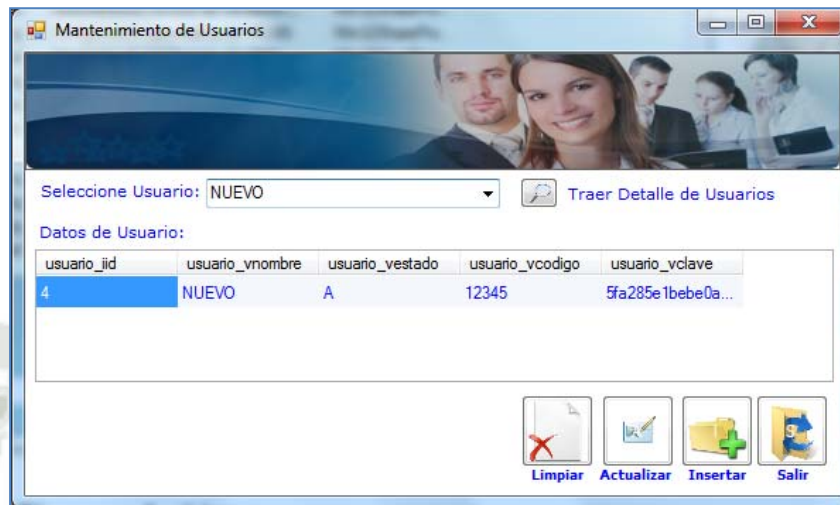 Mantenimiento de Usuarios
Seleccione Usuario: NUEVO Traer Detalle de Usuarios
Datos de Usuario:
usuario_iid usuario_vnombre usuario_vestado usuario_vcodigo usuario_vclave
4 NUEVO A 12345 5fa285e1bebe0a...
Limpiar Actualizar Insertar Salir